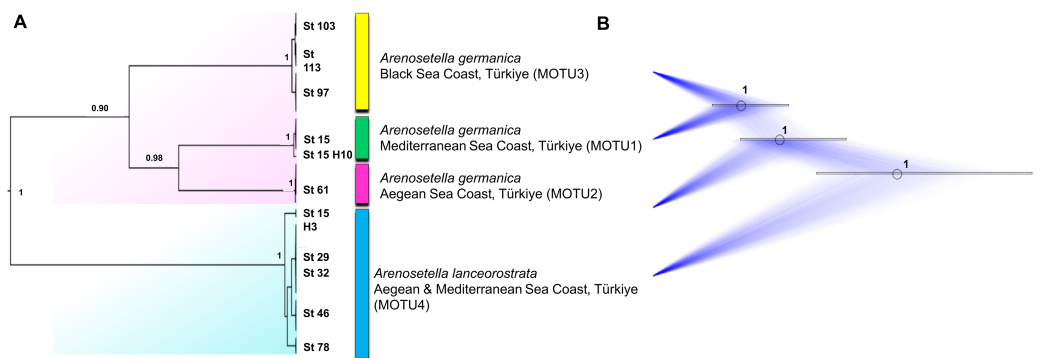 A
B
St 103
St
113
1
St 97
Arenosetella germanica
Black Sea Coast, Türkiye (MOTU3)
0.90
1
St 15
St 15 H10
Arenosetella germanica
Mediterranean Sea Coast, Türkiye (MOTU1)
0.98
1
St 61
Arenosetella germanica
Aegean Sea Coast, Türkiye (MOTU2)
1
St 15
H3
1
St 29
St 32
St 46
St 78
Arenosetella lanceorostrata
Aegean & Mediterranean Sea Coast, Türkiye
(MOTU4)
1
1
1